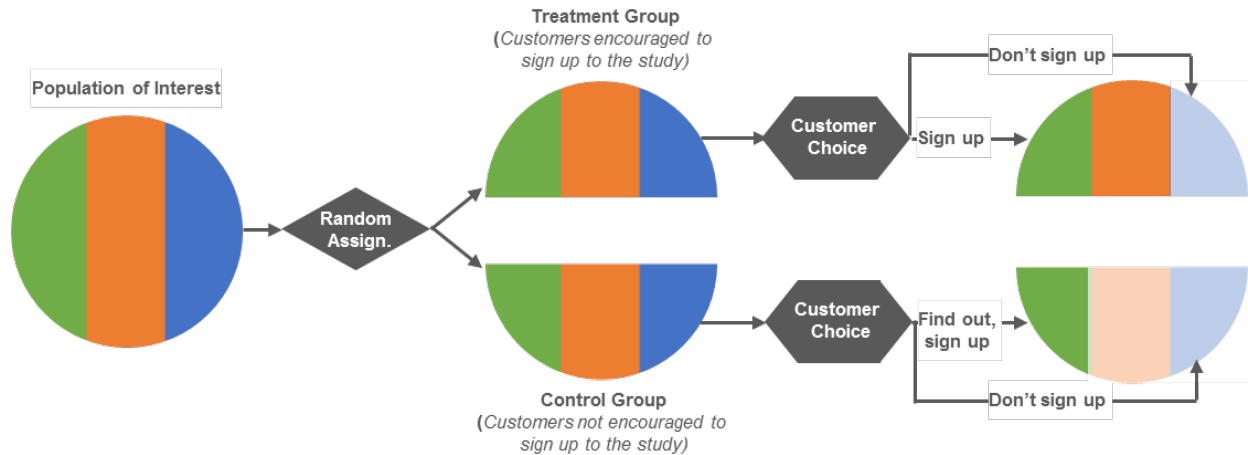 Treatment Group
(Customers encouraged to
sign up to the study)
Population of Interest
Don't sign up
Customer
Choice
Sign up
Random
Assign.
Customer
Choice
Find out,
sign up
Don't sign up
Control Group
(Customers not encouraged to
sign up to the study)